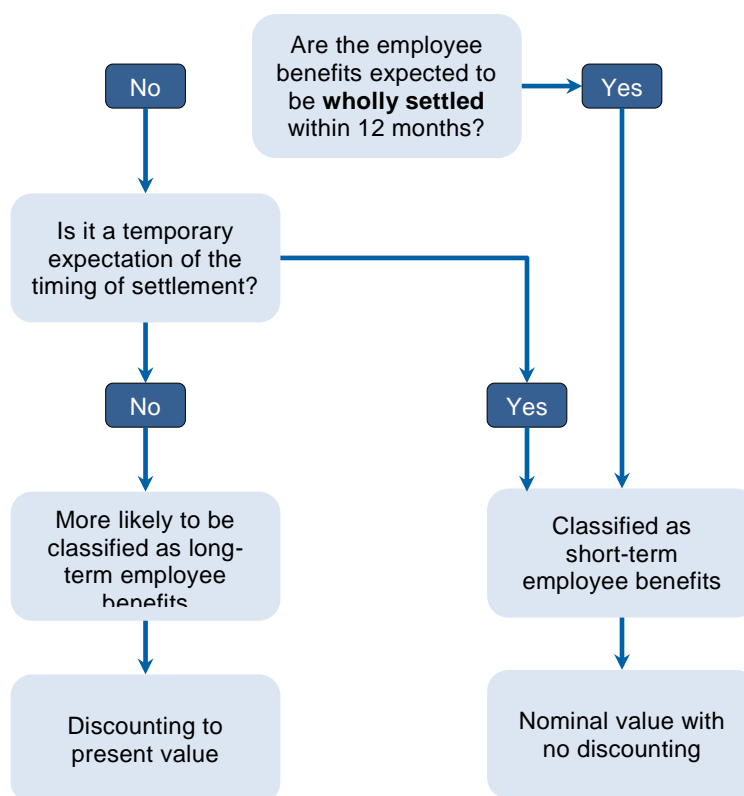 Are the employee
benefits expected to
be wholly settled
within 12 months?
No
Yes
Is it a temporary
expectation of the
timing of settlement?
No
Yes
More likely to be
classified as long-
term employee
benefits
Classified as
short-term
employee benefits
Discounting to
present value
Nominal value with
no discounting